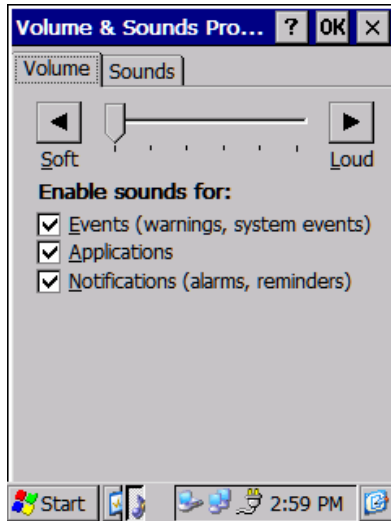 Volume & Sounds Pro... ? OK ×
Volume Sounds
Soft Loud
Enable sounds for:
Events (warnings, system events)
Applications
Notifications (alarms, reminders)
Start 2:59 PM